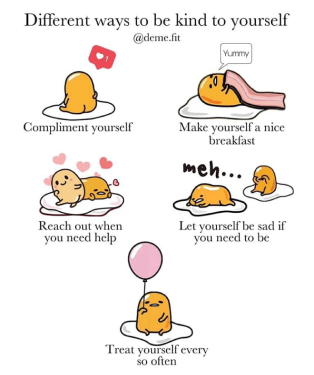 Different ways to be kind to yourself
@deme.fit
1
Yummy
Compliment yourself
Make yourself a nice
breakfast
meh...
Reach out when
you need help
Let yourself be sad if
you need to be
Treat yourself every
so often